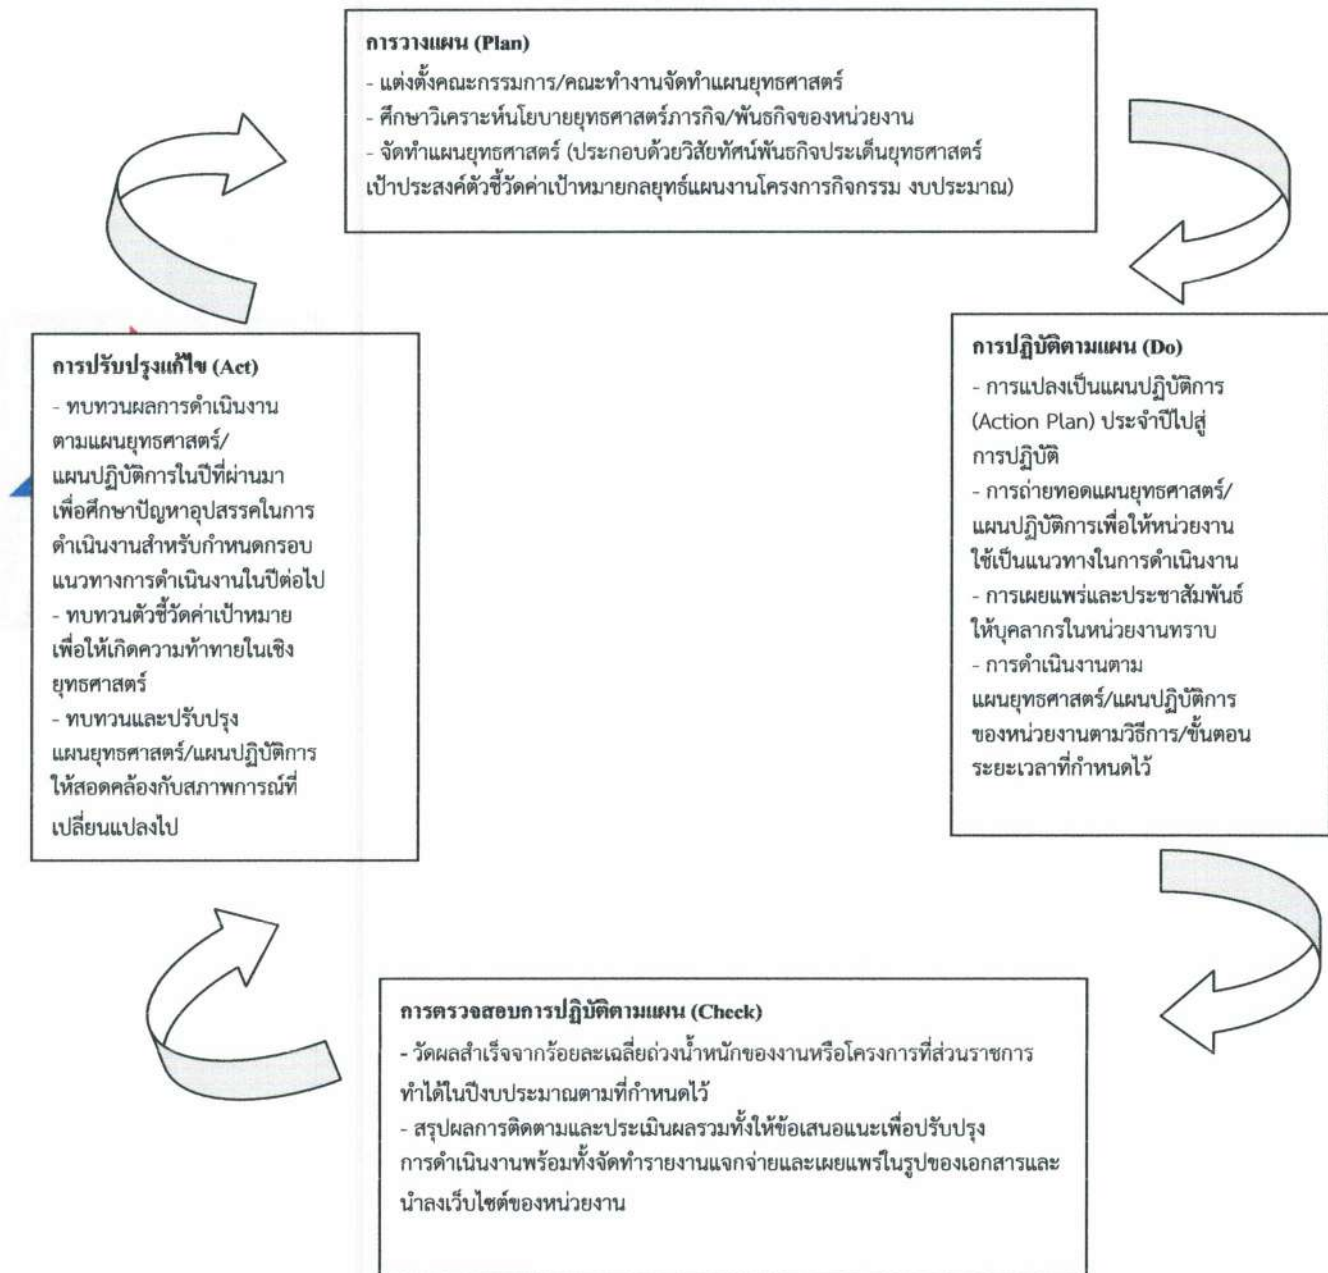 การวางแผน (Plan)
- แต่งตั้งคณะกรรมการ/คณะทำงานจัดทำแผนยุทธศาสตร์
- ศึกษาวิเคราะห์นโยบายยุทธศาสตร์ภารกิจ/พันธกิจของหน่วยงาน
- จัดทำแผนยุทธศาสตร์ (ประกอบด้วยวิสัยทัศน์พันธกิจประเด็นยุทธศาสตร์
เป้าประสงค์ตัวชี้วัดค่าเป้าหมายกลยุทธ์แผนงานโครงการกิจกรรม งบประมาณ)
การปฏิบัติตามแผน (Do)
- การแปลงเป็นแผนปฏิบัติการ
(Action Plan) ประจำปีไปสู่
การปฏิบัติ
- การถ่ายทอดแผนยุทธศาสตร์/
แผนปฏิบัติการเพื่อให้หน่วยงาน
ใช้เป็นแนวทางในการดำเนินงาน
- การเผยแพร่และประชาสัมพันธ์
ให้บุคลากรในหน่วยงานทราบ
- การดำเนินงานตาม
แผนยุทธศาสตร์/แผนปฏิบัติการ
ของหน่วยงานตามวิธีการ/ขั้นตอน
ระยะเวลาที่กำหนดไว้
การตรวจสอบการปฏิบัติตามแผน (Check)
- วัดผลสำเร็จจากร้อยละเฉลี่ยถ่วงน้ำหนักของงานหรือโครงการที่ส่วนราชการ
ทำได้ในปีงบประมาณตามที่กำหนดไว้
- สรุปผลการติดตามและประเมินผลรวมทั้งให้ข้อเสนอแนะเพื่อปรับปรุง
การดำเนินงานพร้อมทั้งจัดทำรายงานแจกจ่ายและเผยแพร่ในรูปของเอกสารและ
นำลงเว็บไซต์ของหน่วยงาน
การปรับปรุงแก้ไข (Act)
- ทบทวนผลการดำเนินงาน
ตามแผนยุทธศาสตร์/
แผนปฏิบัติการในปีที่ผ่านมา
เพื่อศึกษาปัญหาอุปสรรคในการ
ดำเนินงานสำหรับกำหนดกรอบ
แนวทางการดำเนินงานในปีต่อไป
- ทบทวนตัวชี้วัดค่าเป้าหมาย
เพื่อให้เกิดความท้าทายในเชิง
ยุทธศาสตร์
- ทบทวนและปรับปรุง
แผนยุทธศาสตร์/แผนปฏิบัติการ
ให้สอดคล้องกับสภาพการณ์ที่
เปลี่ยนแปลงไป